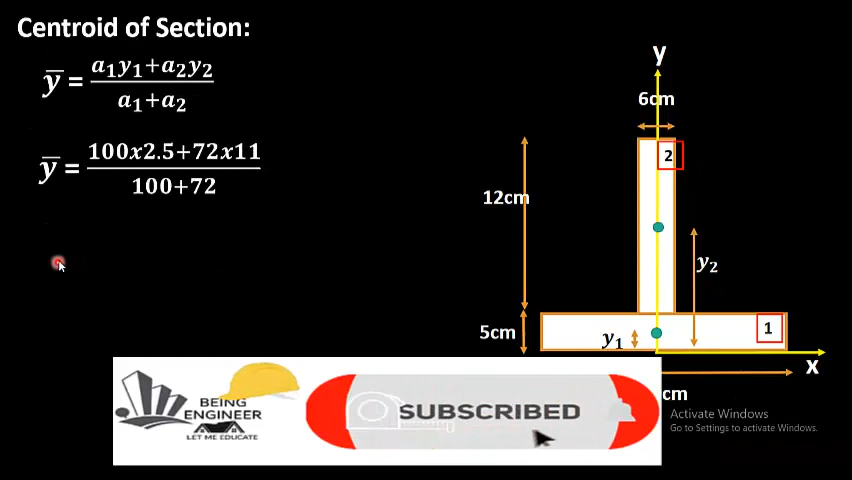 Centroid of Section:
y̅ = (a₁y₁+a₂y₂)/(a₁+a₂)
y̅ = (100x2.5+72x11)/(100+72)
y
6cm
2
12cm
y₂
5cm
y₁
1
x
cm
BEING
ENGINEER
LET ME EDUCATE
SUBSCRIBED
Activate Windows
Go to Settings to activate Windows.